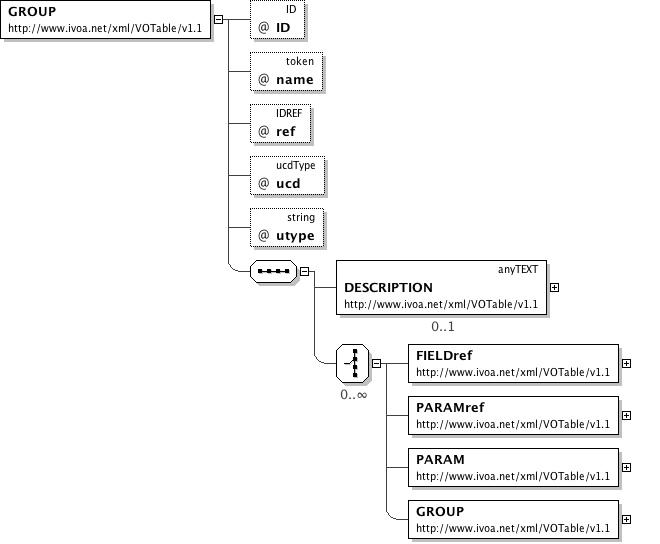 GROUP
http://www.ivoa.net/xml/VOTable/v1.1
ID
@ ID
token
@ name
IDREF
@ ref
ucdType
@ ucd
string
@ utype
anyTEXT
DESCRIPTION
http://www.ivoa.net/xml/VOTable/v1.1
0..1
FIELDref
http://www.ivoa.net/xml/VOTable/v1.1
0..∞
PARAMref
http://www.ivoa.net/xml/VOTable/v1.1
PARAM
http://www.ivoa.net/xml/VOTable/v1.1
GROUP
http://www.ivoa.net/xml/VOTable/v1.1